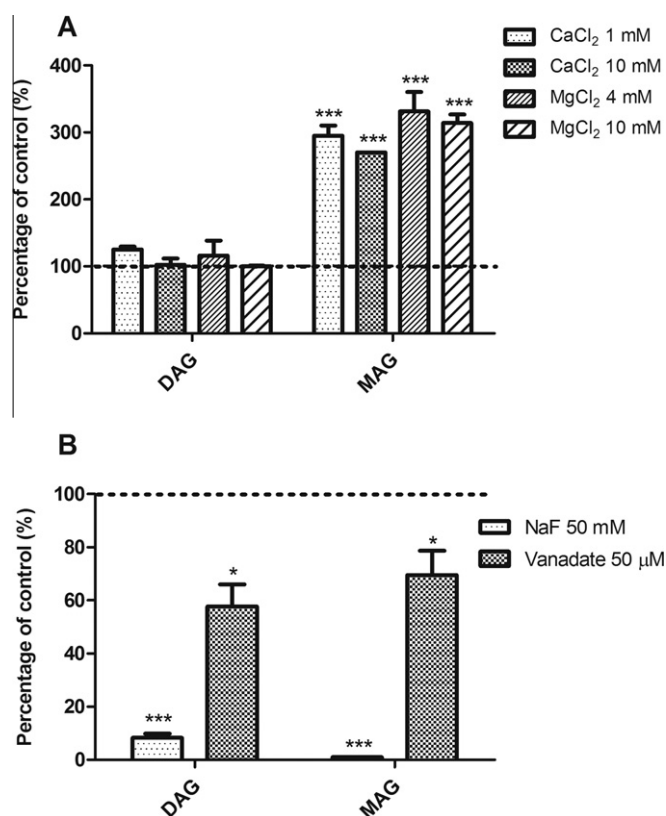 A
CaCl₂ 1 mM
CaCl₂ 10 mM
MgCl₂ 4 mM
MgCl₂ 10 mM
Percentage of control (%)
400
300
200
100
0
***
***
***
***
DAG
MAG
B
NaF 50 mM
Vanadate 50 μM
Percentage of control (%)
100
80
60
40
20
0
***
*
***
*
DAG
MAG